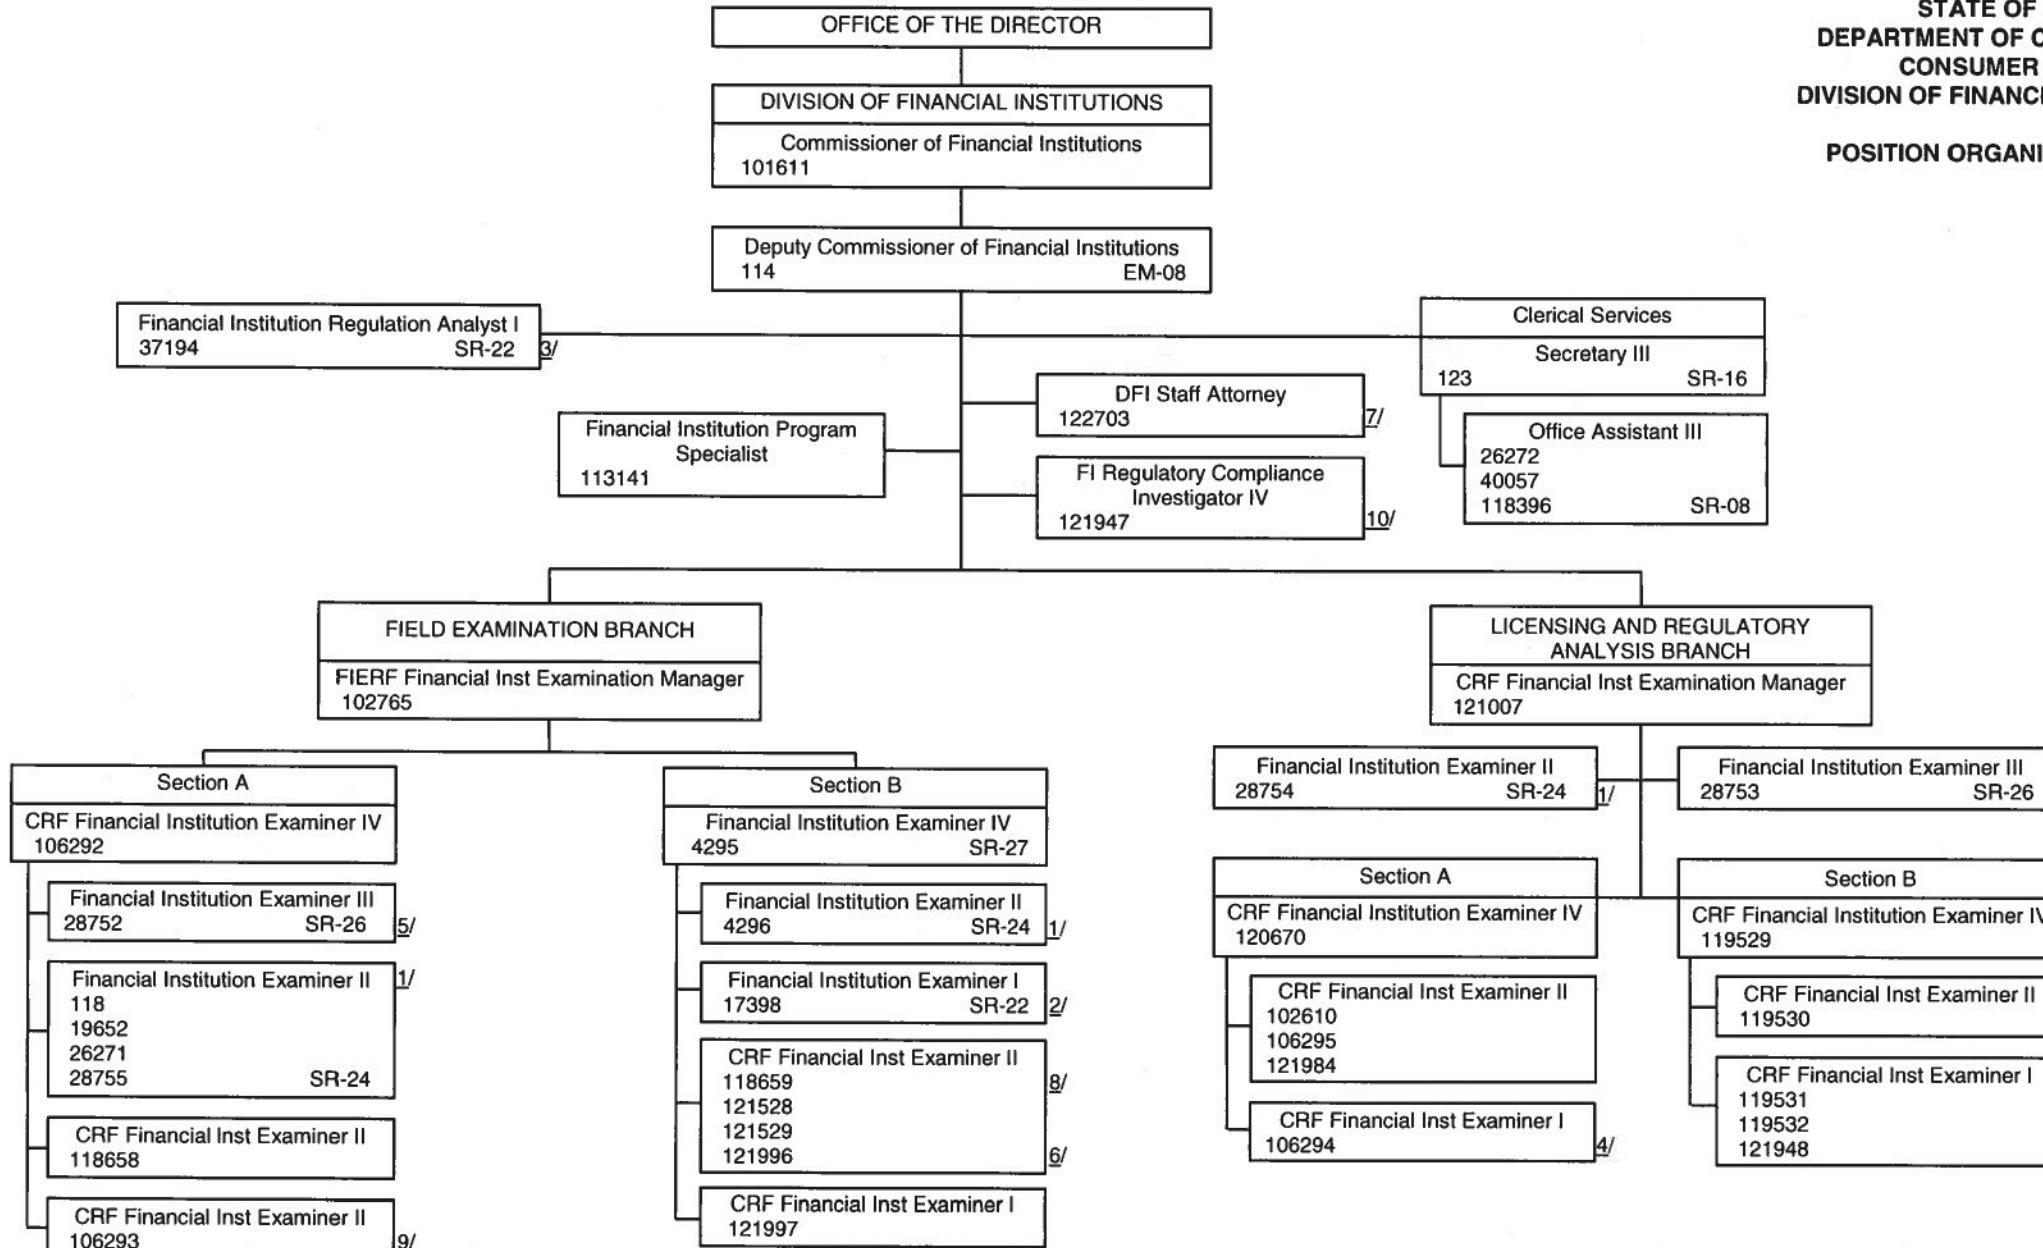 STATE OF
DEPARTMENT OF C
CONSUMER
DIVISION OF FINANCI
POSITION ORGANI
OFFICE OF THE DIRECTOR
DIVISION OF FINANCIAL INSTITUTIONS
Commissioner of Financial Institutions
101611
Deputy Commissioner of Financial Institutions
114 EM-08
Financial Institution Regulation Analyst I
37194 SR-22 3/
Clerical Services
Secretary III
123 SR-16
Office Assistant III
26272
40057
118396 SR-08
DFI Staff Attorney
122703 7/
Financial Institution Program
Specialist
113141
FI Regulatory Compliance
Investigator IV
121947 10/
FIELD EXAMINATION BRANCH
FIERF Financial Inst Examination Manager
102765
Section A
CRF Financial Institution Examiner IV
106292
Financial Institution Examiner III
28752 SR-26 5/
Financial Institution Examiner II 1/
118
19652
26271
28755 SR-24
CRF Financial Inst Examiner II
118658
CRF Financial Inst Examiner II
106293 9/
Section B
Financial Institution Examiner IV
4295 SR-27
Financial Institution Examiner II
4296 SR-24 1/
Financial Institution Examiner I
17398 SR-22 2/
CRF Financial Inst Examiner II
118659 8/
121528
121529
121996 6/
CRF Financial Inst Examiner I
121997
LICENSING AND REGULATORY
ANALYSIS BRANCH
CRF Financial Inst Examination Manager
121007
Financial Institution Examiner II
28754 SR-24 1/
Financial Institution Examiner III
28753 SR-26
Section A
CRF Financial Institution Examiner IV
120670
CRF Financial Inst Examiner II
102610
106295
121984
CRF Financial Inst Examiner I
106294 4/
Section B
CRF Financial Institution Examiner IV
119529
CRF Financial Inst Examiner II
119530
CRF Financial Inst Examiner I
119531
119532
121948